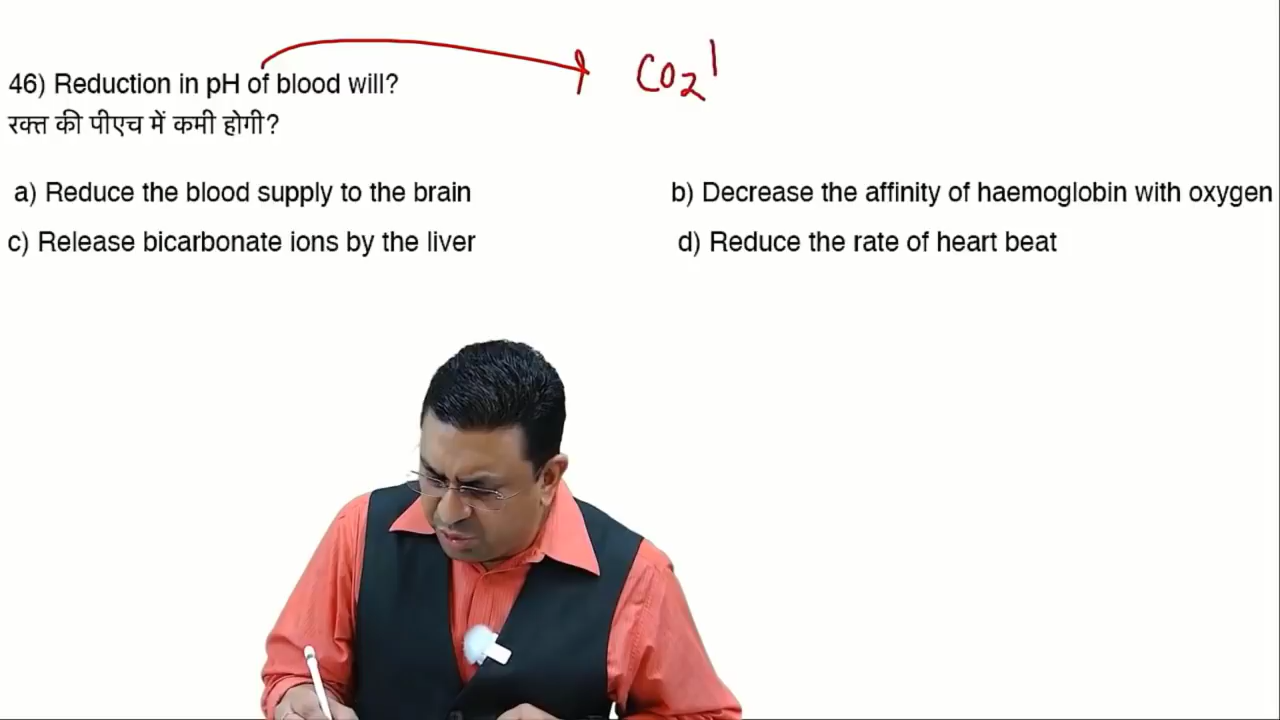 46) Reduction in pH of blood will?
CO2
रक्त की पीएच में कमी होगी?
a) Reduce the blood supply to the brain
b) Decrease the affinity of haemoglobin with oxygen
c) Release bicarbonate ions by the liver
d) Reduce the rate of heart beat